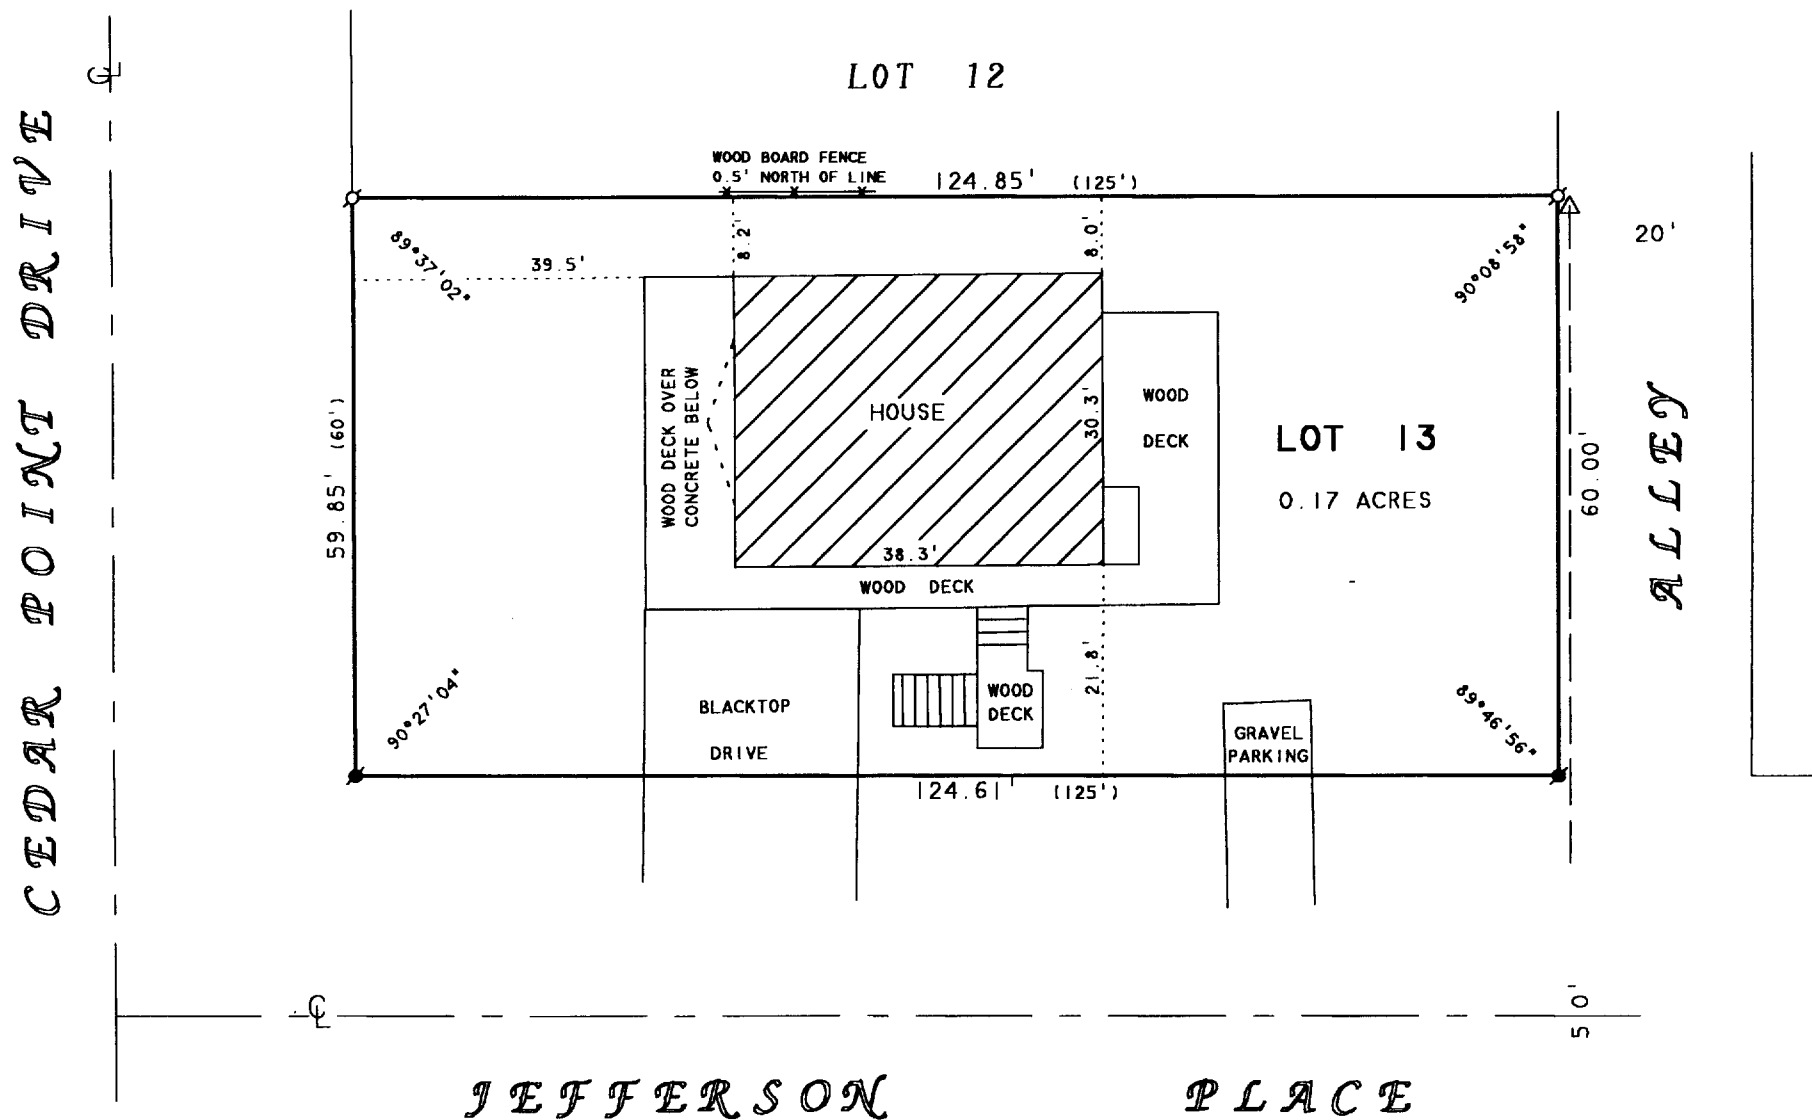 LOT 12
WOOD BOARD FENCE
0.5' NORTH OF LINE
124.85' (125')
CEDAR POINT DRIVE
89°37'02"
39.5'
8.2'
8.0'
90°08'58"
20'
59.85' (60')
WOOD DECK OVER
CONCRETE BELOW
HOUSE
30.3'
38.3'
WOOD
DECK
LOT 13
0.17 ACRES
60.00'
ALLEY
WOOD DECK
90°27'04"
BLACKTOP
DRIVE
WOOD
DECK
21.8'
GRAVEL
PARKING
89°46'56"
124.61' (125')
50'
JEFFERSON PLACE